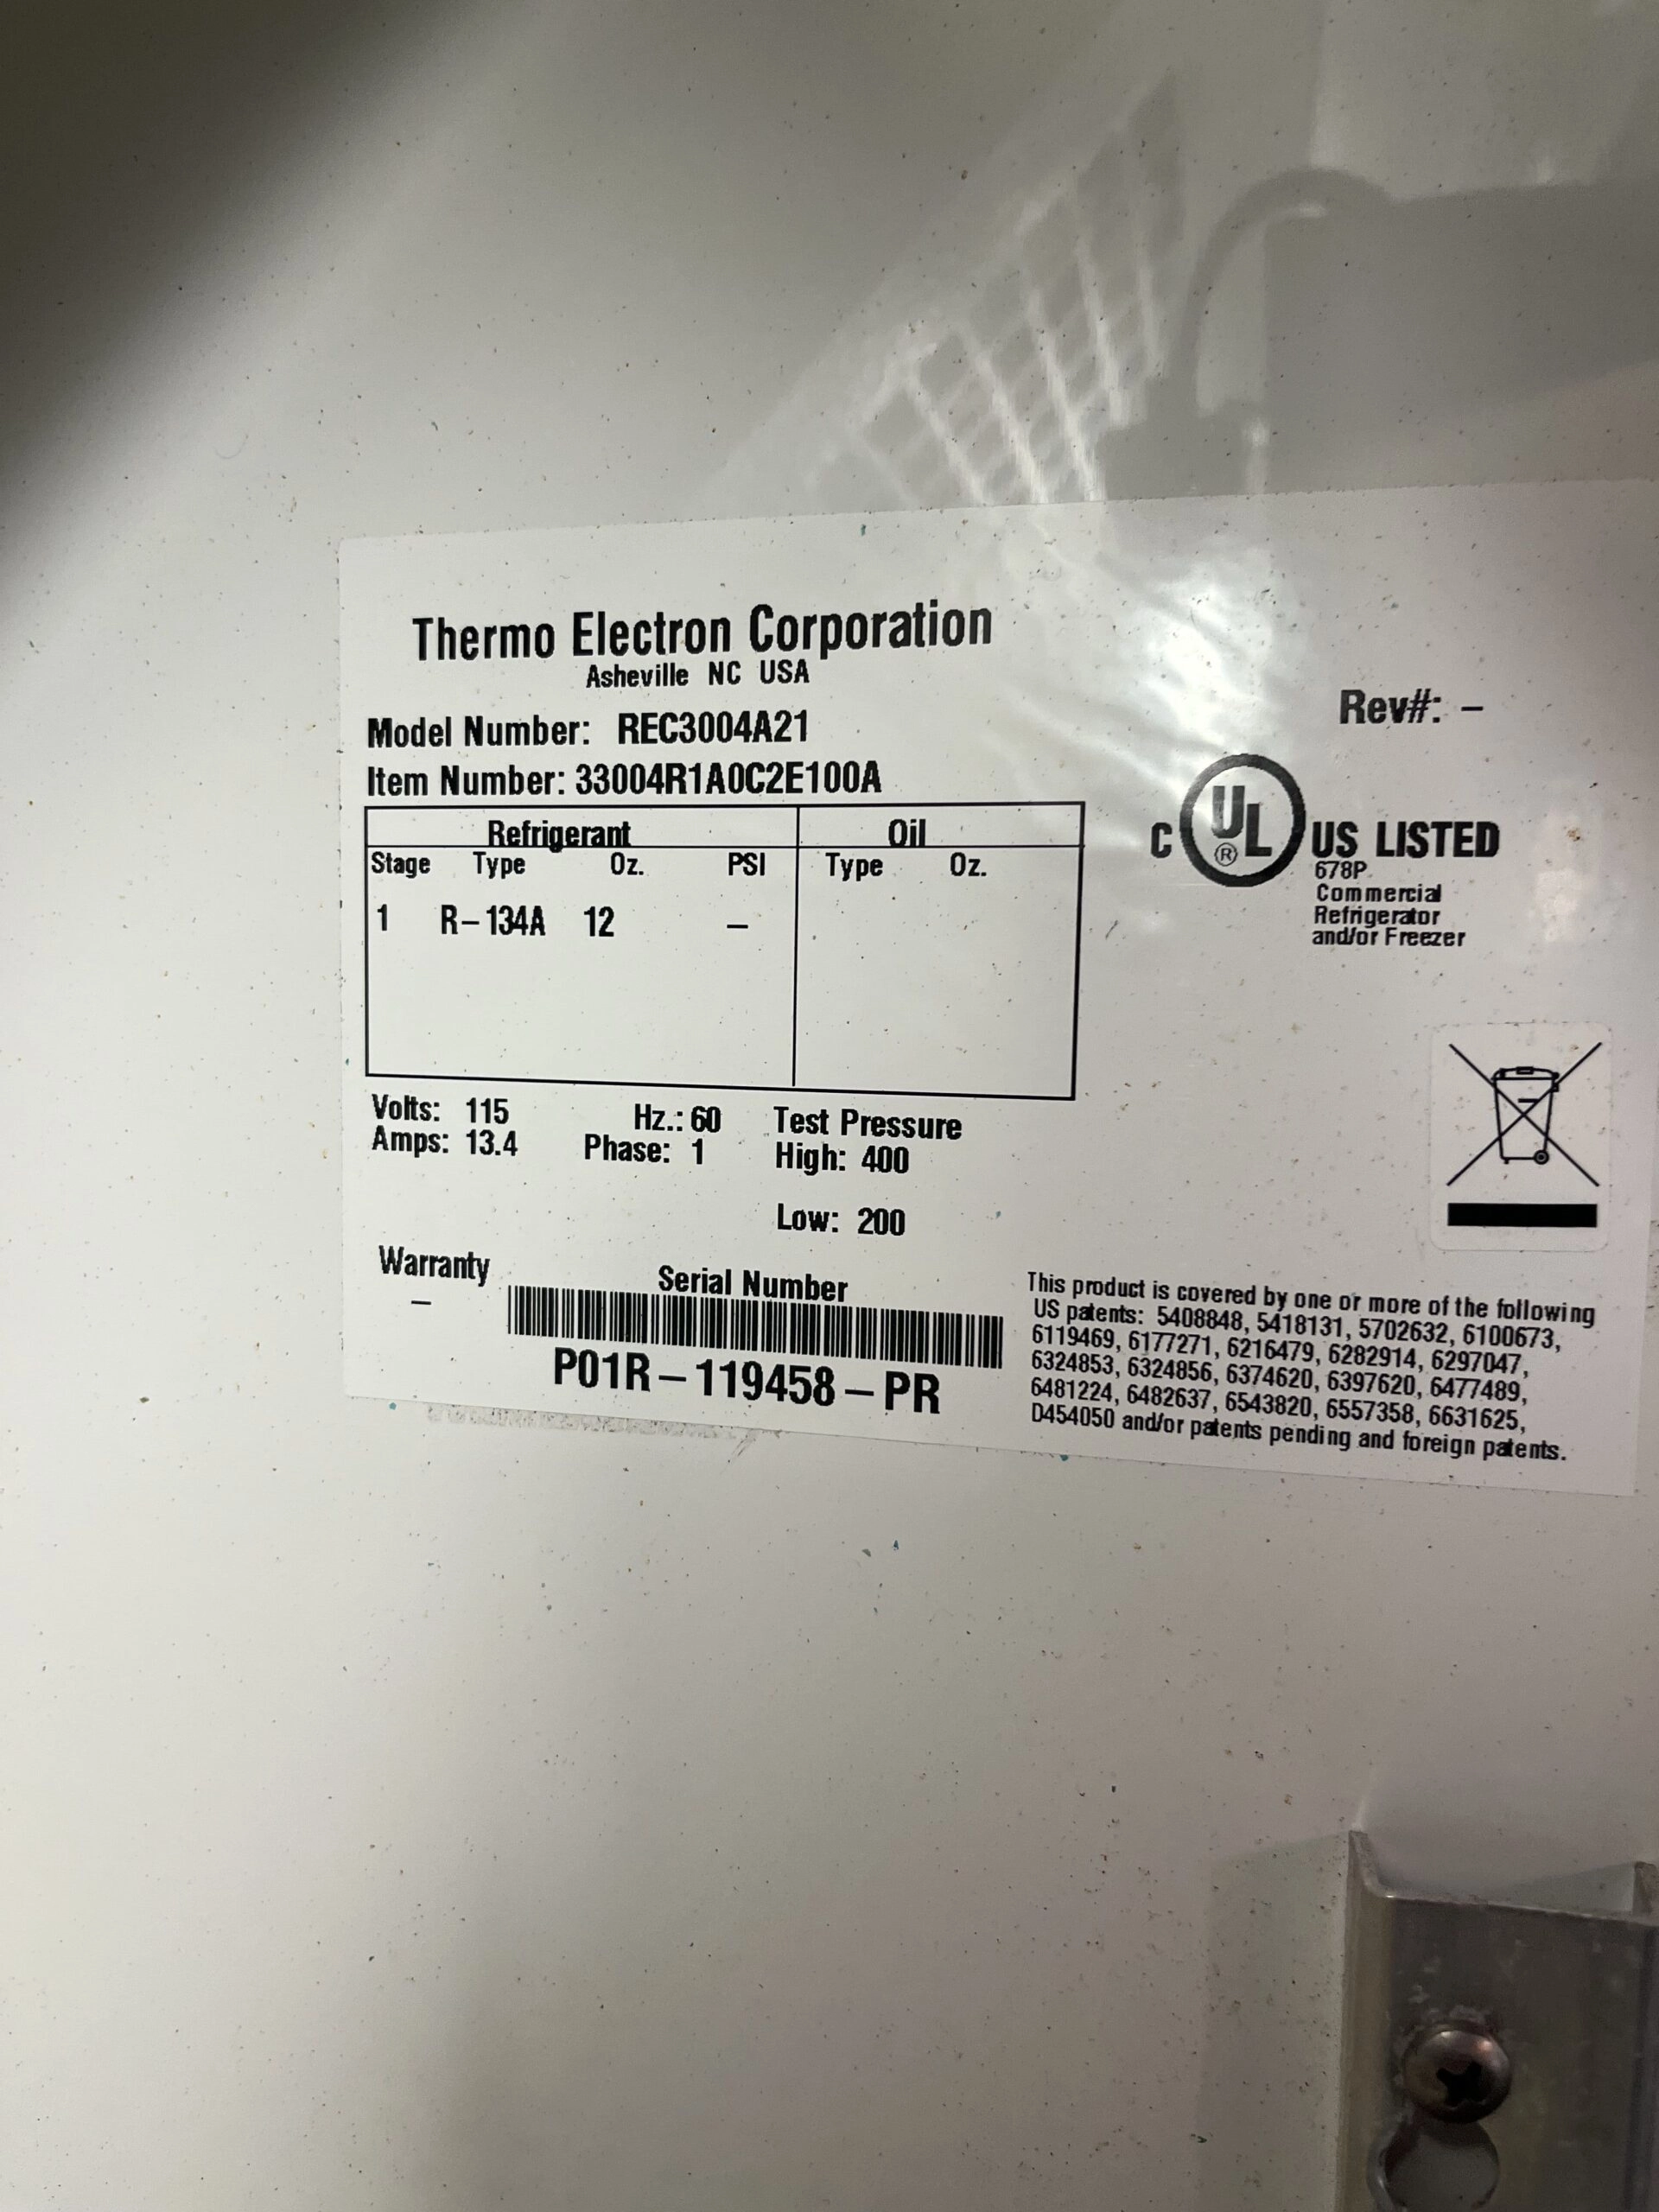 Thermo Electron Corporation
Asheville NC USA
Rev#: –
Model Number: REC3004A21
Item Number: 33004R1A0C2E100A
Refrigerant Oil
Stage Type Oz. PSI Type Oz.
1 R–134A 12 –
C UL ® US LISTED
678P
Commercial
Refrigerator
and/or Freezer
Volts: 115 Hz.: 60 Test Pressure
Amps: 13.4 Phase: 1 High: 400
Low: 200
Warranty
–
Serial Number
P01R–119458–PR
This product is covered by one or more of the following
US patents: 5408848, 5418131, 5702632, 6100673,
6119469, 6177271, 6216479, 6282914, 6297047,
6324853, 6324856, 6374620, 6397620, 6477489,
6481224, 6482637, 6543820, 6557358, 6631625,
D454050 and/or patents pending and foreign patents.